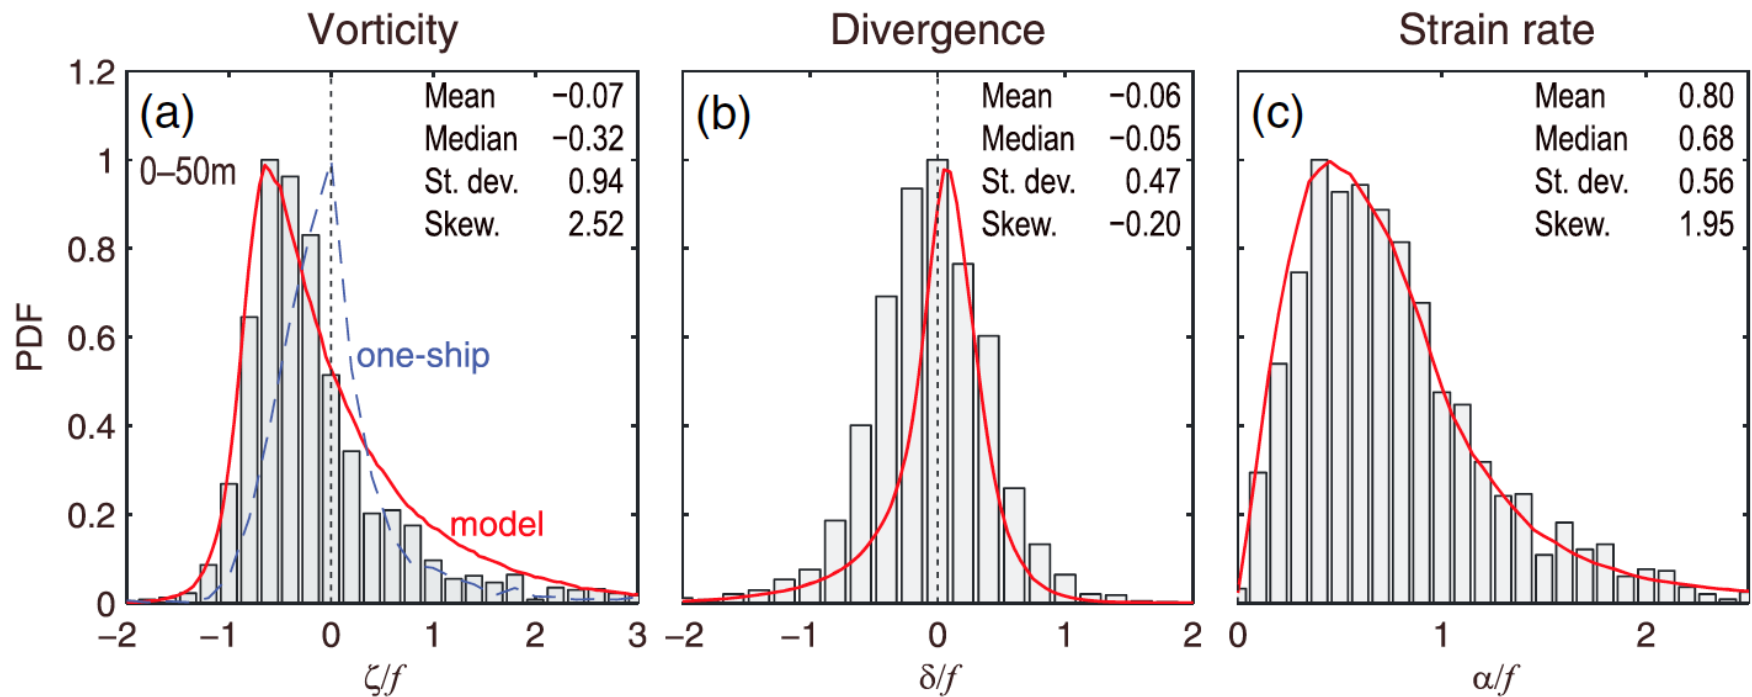 Vorticity
Divergence
Strain rate
PDF
1.2
1
0.8
0.6
0.4
0.2
0
(a)
0–50m
Mean −0.07
Median −0.32
St. dev. 0.94
Skew. 2.52
one-ship
model
−2 −1 0 1 2 3
ζ/f
(b)
Mean −0.06
Median −0.05
St. dev. 0.47
Skew. −0.20
−2 −1 0 1 2
δ/f
(c)
Mean 0.80
Median 0.68
St. dev. 0.56
Skew. 1.95
0 1 2
α/f